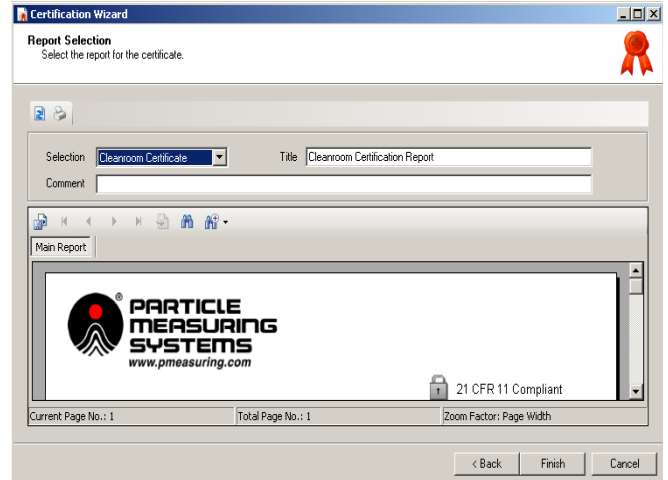 Certification Wizard
Report Selection
Select the report for the certificate.
Selection Cleanroom Certificate Title Cleanroom Certification Report
Comment
Main Report
PARTICLE
MEASURING
SYSTEMS
®
www.pmeasuring.com
21 CFR 11 Compliant
Current Page No.: 1 Total Page No.: 1 Zoom Factor: Page Width
< Back Finish Cancel